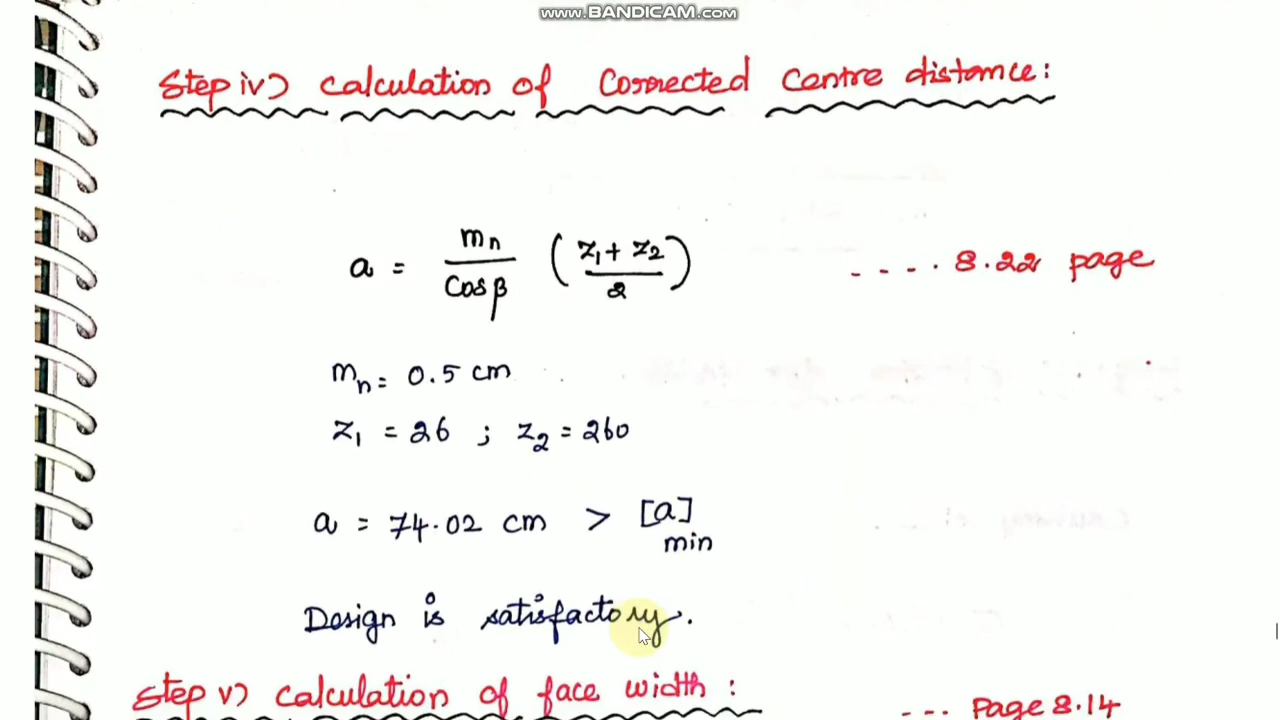 www.BANDICAM.com
Step iv) calculation of Corrected centre distance:
a = mn / cos β ( z1 + z2 / 2 ) .... 8.22 page
mn = 0.5 cm
z1 = 26 ; z2 = 260
a = 74.02 cm > [a] min
Design is satisfactory.
Step v) calculation of face width :
... Page 8.14